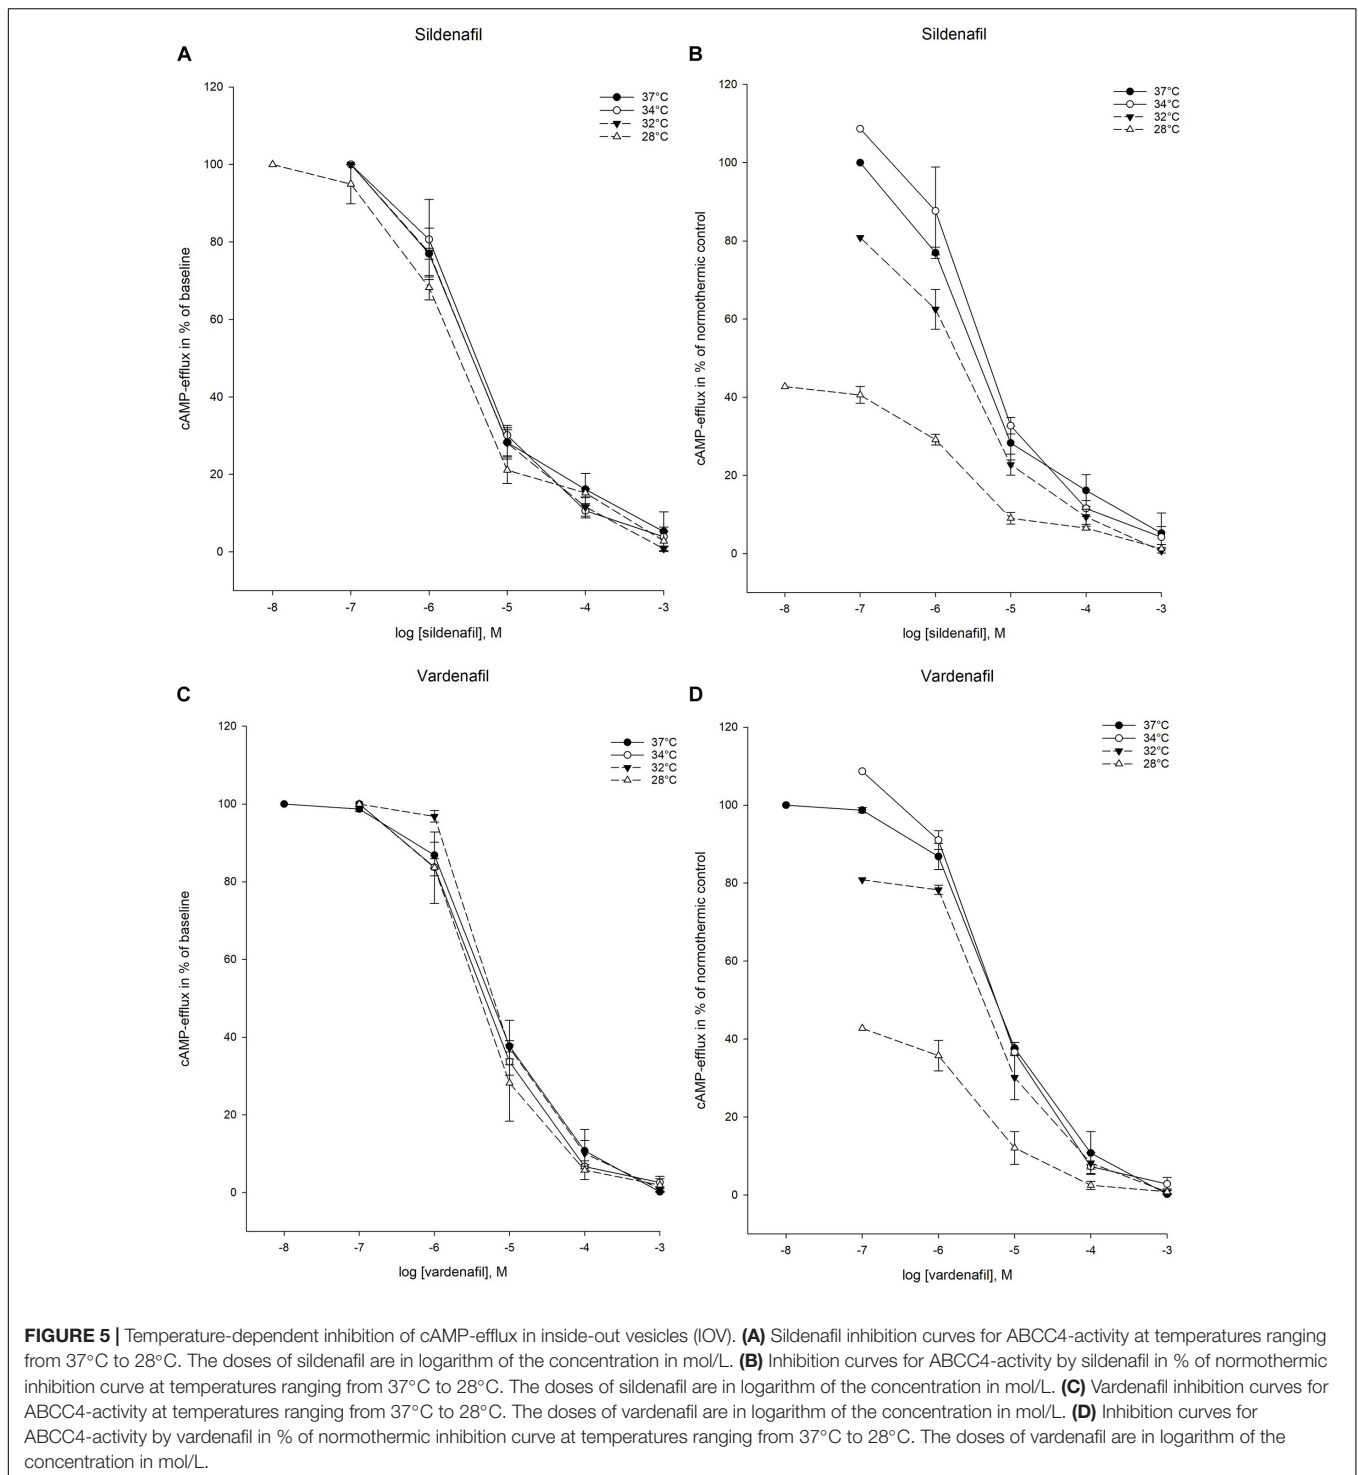 Sildenafil
A
120
100
80
60
40
20
0
cAMP-efflux in % of baseline
37°C
34°C
32°C
28°C
-8 -7 -6 -5 -4 -3
log [sildenafil], M
Sildenafil
B
120
100
80
60
40
20
0
cAMP-efflux in % of normothermic control
37°C
34°C
32°C
28°C
-8 -7 -6 -5 -4 -3
log [sildenafil], M
Vardenafil
C
120
100
80
60
40
20
0
cAMP-efflux in % of baseline
37°C
34°C
32°C
28°C
-8 -7 -6 -5 -4 -3
log [vardenafil], M
Vardenafil
D
120
100
80
60
40
20
0
cAMP-efflux in % of normothermic control
37°C
34°C
32°C
28°C
-8 -7 -6 -5 -4 -3
log [vardenafil], M
FIGURE 5 | Temperature-dependent inhibition of cAMP-efflux in inside-out vesicles (IOV). (A) Sildenafil inhibition curves for ABCC4-activity at temperatures ranging
from 37°C to 28°C. The doses of sildenafil are in logarithm of the concentration in mol/L. (B) Inhibition curves for ABCC4-activity by sildenafil in % of normothermic
inhibition curve at temperatures ranging from 37°C to 28°C. The doses of sildenafil are in logarithm of the concentration in mol/L. (C) Vardenafil inhibition curves for
ABCC4-activity at temperatures ranging from 37°C to 28°C. The doses of vardenafil are in logarithm of the concentration in mol/L. (D) Inhibition curves for
ABCC4-activity by vardenafil in % of normothermic inhibition curve at temperatures ranging from 37°C to 28°C. The doses of vardenafil are in logarithm of the
concentration in mol/L.